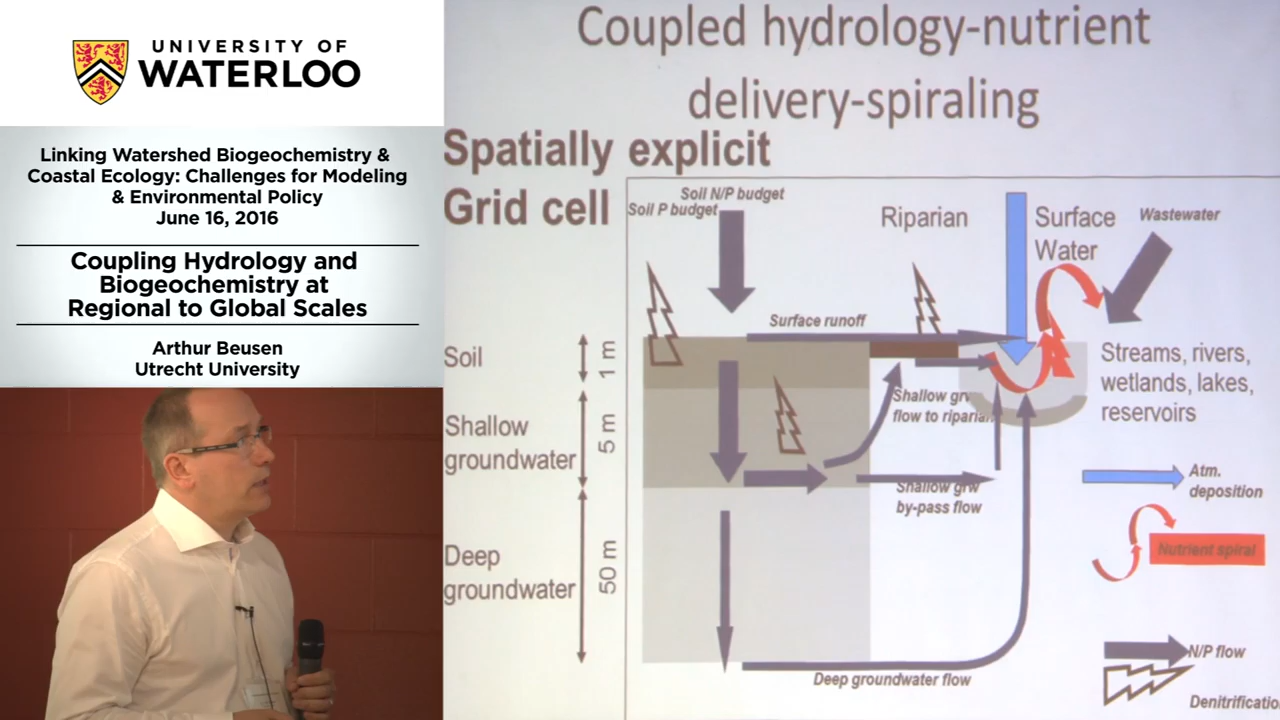 UNIVERSITY OF
WATERLOO
Linking Watershed Biogeochemistry &
Coastal Ecology: Challenges for Modeling
& Environmental Policy
June 16, 2016
Coupling Hydrology and
Biogeochemistry at
Regional to Global Scales
Arthur Beusen
Utrecht University
Coupled hydrology-nutrient
delivery-spiraling
Spatially explicit
Grid cell
Soil N/P budget
Soil P budget
Riparian
Surface
Water
Wastewater
Surface runoff
Soil
1 m
Shallow
groundwater
5 m
Deep
groundwater
50 m
Shallow grw
flow to riparian
Shallow grw
by-pass flow
Deep groundwater flow
Streams, rivers,
wetlands, lakes,
reservoirs
Atm.
deposition
Nutrient spiral
N/P flow
Denitrificatio